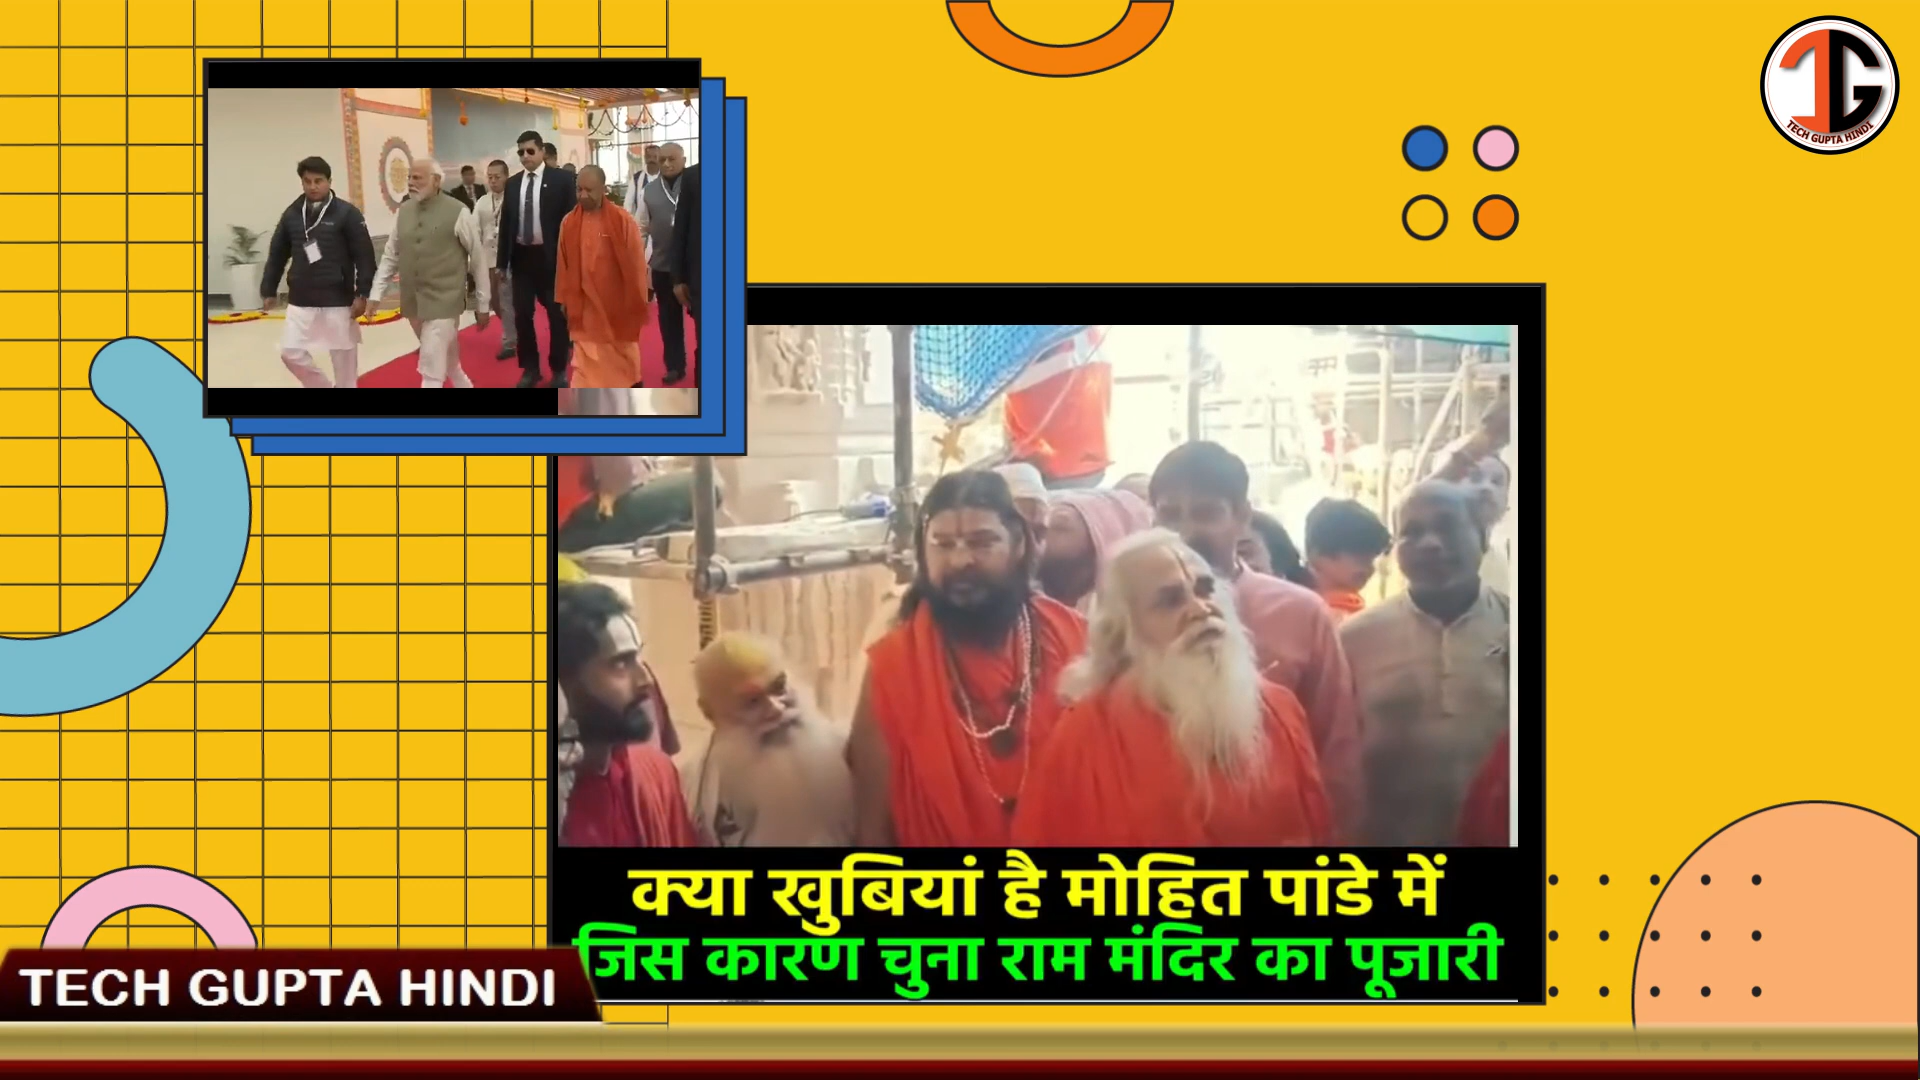 TECH GUPTA HINDI
क्या खुबियां है मोहित पांडे में
जिस कारण चुना राम मंदिर का पूजारी
TECH GUPTA HINDI